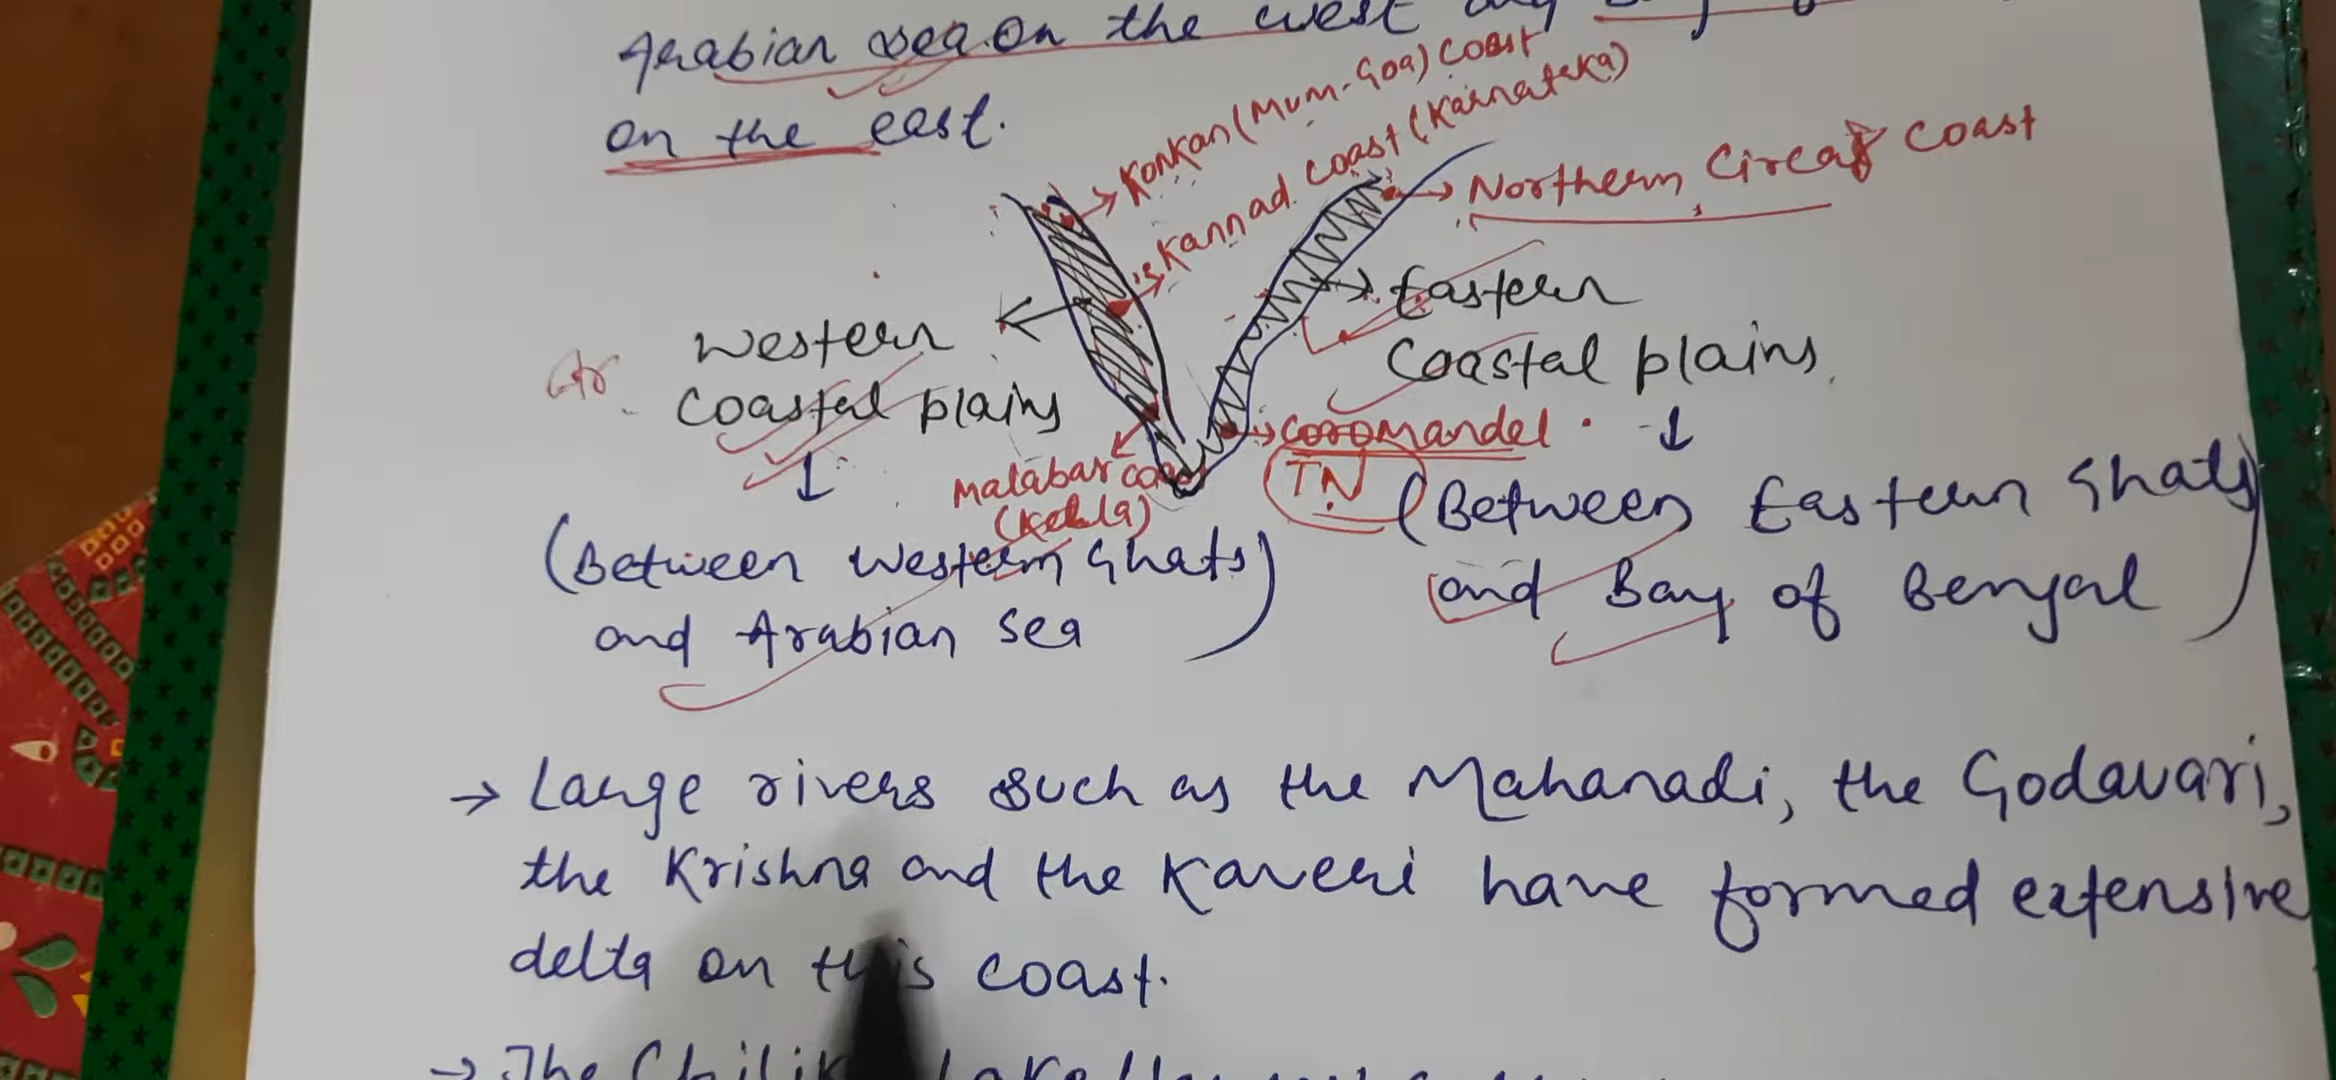 Arabian sea on the west
on the east.
Konkan (Mum-Goa) Coast
Kannad Coast (Karnataka)
Northern Circars Coast
Western
Coastal plains
Eastern
Coastal plains
Malabar coast
Coromandel
TN
(Between Western Ghats
and Arabian sea)
(Between Eastern Ghats
and Bay of Bengal)
→ Large rivers such as the Mahanadi, the Godavari,
the Krishna and the Kaveri have formed extensive
delta on this coast.
→ The